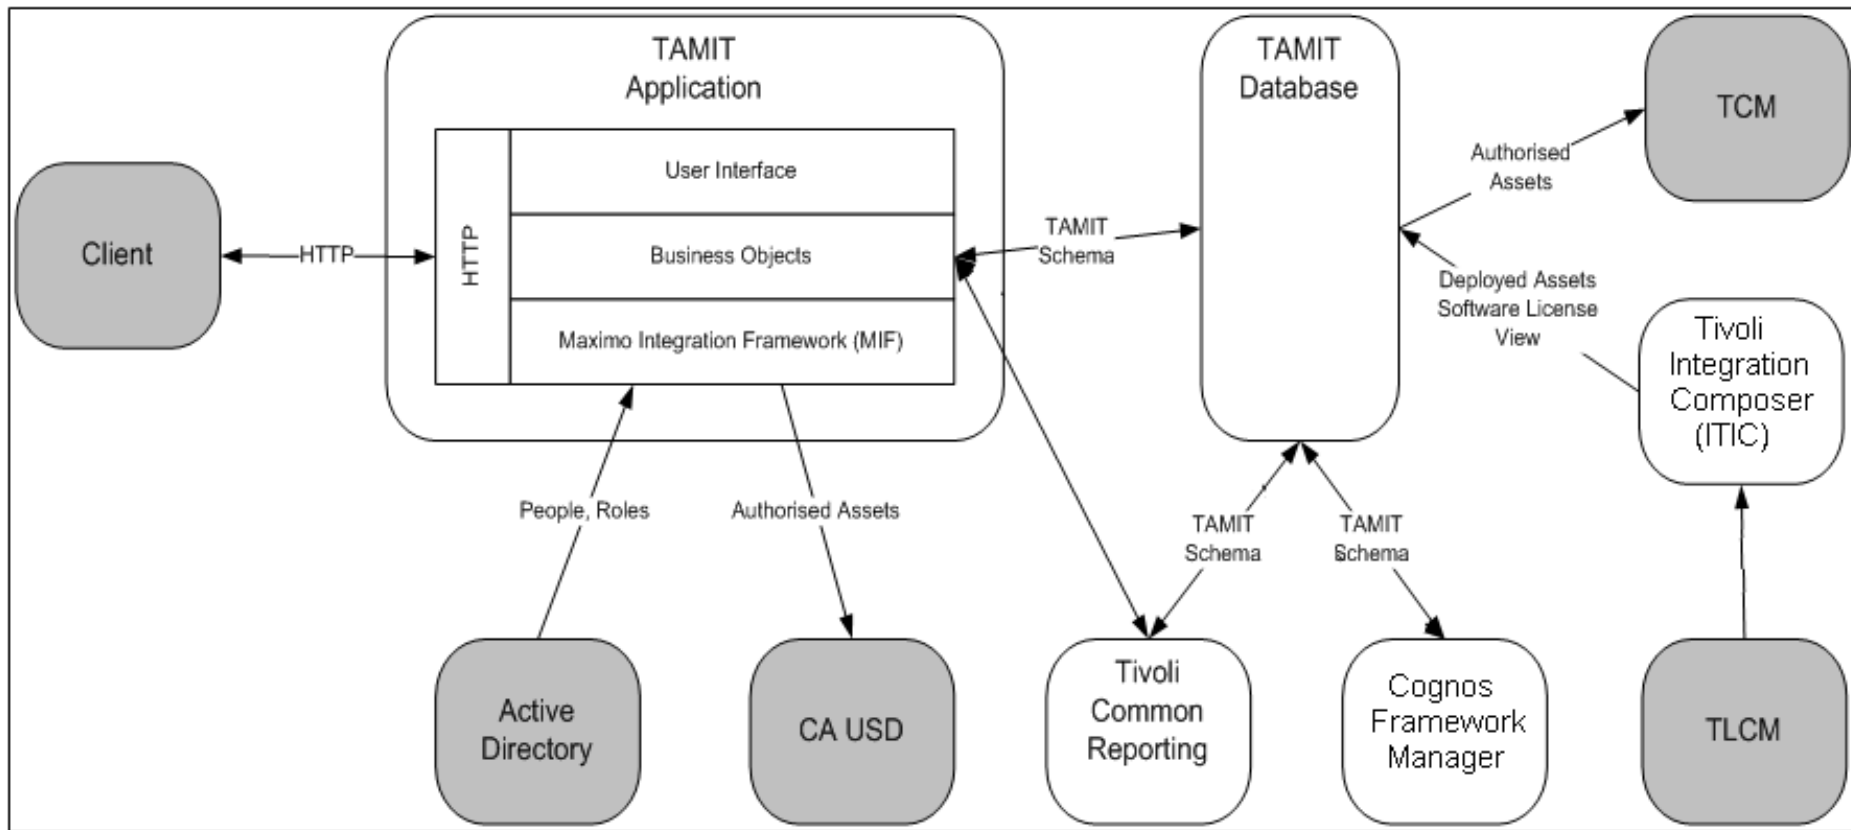 TAMIT
Application
HTTP
User Interface
Business Objects
Maximo Integration Framework (MIF)
Client
HTTP
TAMIT
Schema
TAMIT
Database
Authorised
Assets
TCM
Deployed Assets
Software License
View
Tivoli
Integration
Composer
(ITIC)
People, Roles
Authorised Assets
TAMIT
Schema
TAMIT
Schema
Active
Directory
CA USD
Tivoli
Common
Reporting
Cognos
Framework
Manager
TLCM